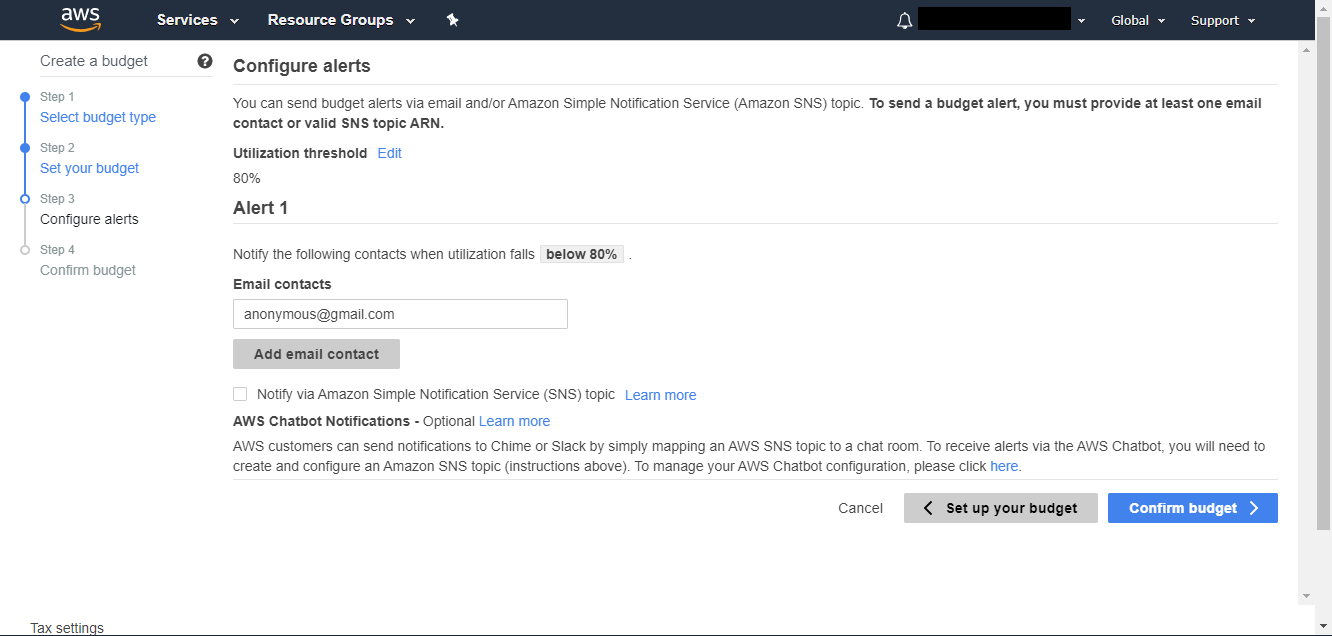 aws Services Resource Groups Global Support
Create a budget ?
Step 1
Select budget type
Step 2
Set your budget
Step 3
Configure alerts
Step 4
Confirm budget
Configure alerts
You can send budget alerts via email and/or Amazon Simple Notification Service (Amazon SNS) topic. To send a budget alert, you must provide at least one email
contact or valid SNS topic ARN.
Utilization threshold Edit
80%
Alert 1
Notify the following contacts when utilization falls below 80% .
Email contacts
anonymous@gmail.com
Add email contact
Notify via Amazon Simple Notification Service (SNS) topic Learn more
AWS Chatbot Notifications - Optional Learn more
AWS customers can send notifications to Chime or Slack by simply mapping an AWS SNS topic to a chat room. To receive alerts via the AWS Chatbot, you will need to
create and configure an Amazon SNS topic (instructions above). To manage your AWS Chatbot configuration, please click here.
Cancel Set up your budget Confirm budget
Tax settings